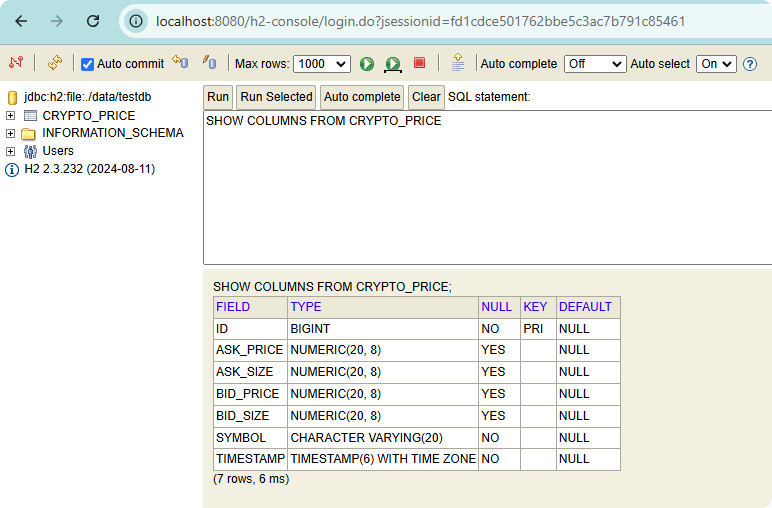 localhost:8080/h2-console/login.do?jsessionid=fd1cdce501762bbe5c3ac7b791c85461
Auto commit Max rows: 1000 Auto complete Off Auto select On
jdbc:h2:file:./data/testdb
CRYPTO_PRICE
INFORMATION_SCHEMA
Users
H2 2.3.232 (2024-08-11)
Run Run Selected Auto complete Clear SQL statement:
SHOW COLUMNS FROM CRYPTO_PRICE
SHOW COLUMNS FROM CRYPTO_PRICE;
FIELD TYPE NULL KEY DEFAULT
ID BIGINT NO PRI NULL
ASK_PRICE NUMERIC(20, 8) YES NULL
ASK_SIZE NUMERIC(20, 8) YES NULL
BID_PRICE NUMERIC(20, 8) YES NULL
BID_SIZE NUMERIC(20, 8) YES NULL
SYMBOL CHARACTER VARYING(20) NO NULL
TIMESTAMP TIMESTAMP(6) WITH TIME ZONE NO NULL
(7 rows, 6 ms)